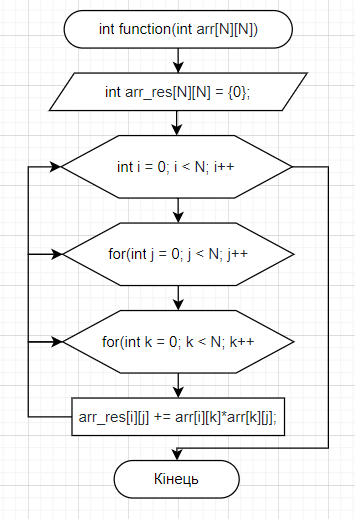 int function(int arr[N][N])
int arr_res[N][N] = {0};
int i = 0; i < N; i++
for(int j = 0; j < N; j++
for(int k = 0; k < N; k++
arr_res[i][j] += arr[i][k]*arr[k][j];
Кінець